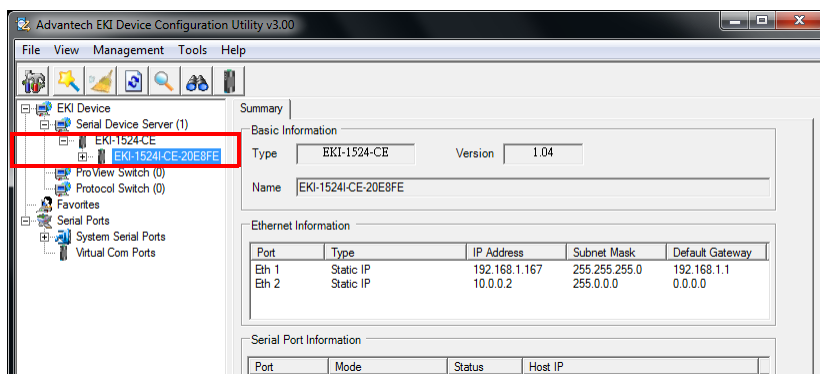 Advantech EKI Device Configuration Utility v3.00
File View Management Tools Help
EKI Device
Serial Device Server (1)
EKI-1524-CE
EKI-1524I-CE-20E8FE
ProView Switch (0)
Protocol Switch (0)
Favorites
Serial Ports
System Serial Ports
Virtual Com Ports
Summary
Basic Information
Type EKI-1524-CE Version 1.04
Name EKI-1524I-CE-20E8FE
Ethernet Information
Port Type IP Address Subnet Mask Default Gateway
Eth 1 Static IP 192.168.1.167 255.255.255.0 192.168.1.1
Eth 2 Static IP 10.0.0.2 255.0.0.0 0.0.0.0
Serial Port Information
Port Mode Status Host IP